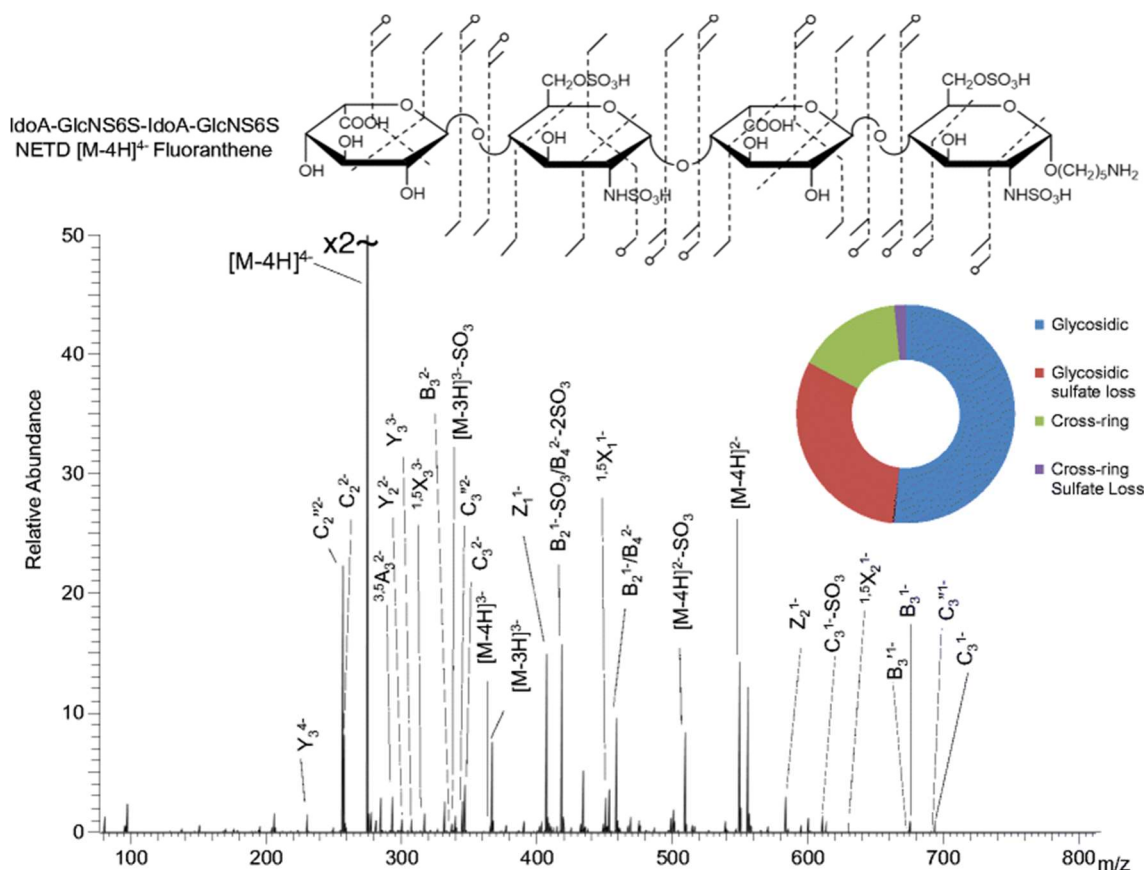 CH₂OSO₃H
CH₂OSO₃H
IdoA-GlcNS6S-IdoA-GlcNS6S
NETD [M-4H]⁴⁻ Fluoranthene
O
COOH
OH
OH
OH
O
O
OH
NHSO₃H
O
O
COOH
OH
OH
O
O
OH
NHSO₃H
O(CH₂)₅NH₂
x2~
[M-4H]⁴⁻
C₂"²⁻
C₂²⁻
³,⁵A₃²⁻
Y₂²⁻
Y₃³⁻
¹,⁵X₃³⁻
B₃²⁻
[M-3H]³⁻-SO₃
C₃"²⁻
C₃²⁻
[M-4H]³⁻
[M-3H]³⁻
Z₁¹⁻
B₂¹⁻-SO₃/B₄²⁻-2SO₃
¹,⁵X₁¹⁻
B₂¹⁻/B₄²⁻
[M-4H]²⁻-SO₃
[M-4H]²⁻
Z₂¹⁻
C₃¹⁻-SO₃
¹,⁵X₂¹⁻
B₃'¹⁻
B₃¹⁻
C₃"¹⁻
C₃¹⁻
Y₃⁴⁻
Glycosidic
Glycosidic
sulfate loss
Cross-ring
Cross-ring
Sulfate Loss
Relative Abundance
50
40
30
20
10
0
100 200 300 400 500 600 700 800 m/z